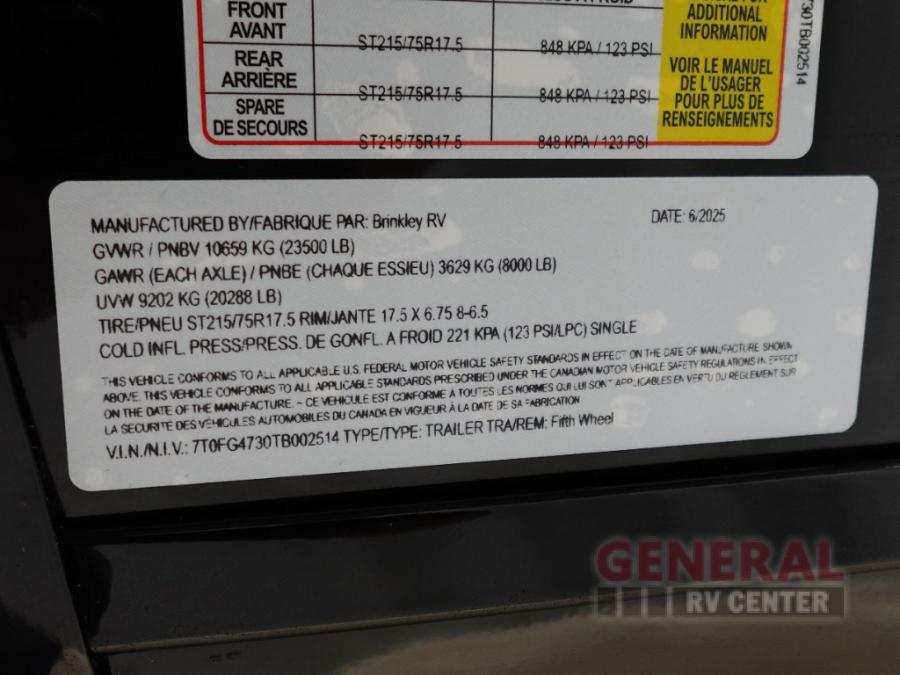 FRONT
AVANT
ST215/75R17.5 848 KPA / 123 PSI
REAR
ARRIÈRE
ST215/75R17.5 848 KPA / 123 PSI
SPARE
DE SECOURS
ST215/75R17.5 848 KPA / 123 PSI
ADDITIONAL
INFORMATION
VOIR LE MANUEL
DE L'USAGER
POUR PLUS DE
RENSEIGNEMENTS
30TB002514
MANUFACTURED BY/FABRIQUE PAR: Brinkley RV DATE: 6/2025
GVWR / PNBV 10659 KG (23500 LB)
GAWR (EACH AXLE) / PNBE (CHAQUE ESSIEU) 3629 KG (8000 LB)
UVW 9202 KG (20288 LB)
TIRE/PNEU ST215/75R17.5 RIM/JANTE 17.5 X 6.75 8-6.5
COLD INFL. PRESS/PRESS. DE GONFL. A FROID 221 KPA (123 PSI/LPC) SINGLE
THIS VEHICLE CONFORMS TO ALL APPLICABLE U.S. FEDERAL MOTOR VEHICLE SAFETY STANDARDS IN EFFECT ON THE DATE OF MANUFACTURE SHOWN
ABOVE. THIS VEHICLE CONFORMS TO ALL APPLICABLE STANDARDS PRESCRIBED UNDER THE CANADIAN MOTOR VEHICLE SAFETY REGULATIONS IN EFFECT
ON THE DATE OF THE MANUFACTURE. ~ CE VEHICULE EST CONFORME A TOUTES LES NORMES QUI LUI SONT APPLICABLES EN VERTU DU RÈGLEMENT SUR
LA SECURITE DES VÉHICULES AUTOMOBILES DU CANADA EN VIGUEUR À LA DATE DE SA FABRICATION
V.I.N./N.I.V.: 7T0FG4730TB002514 TYPE/TYPE: TRAILER TRA/REM: Fifth Wheel
GENERAL
RV CENTER